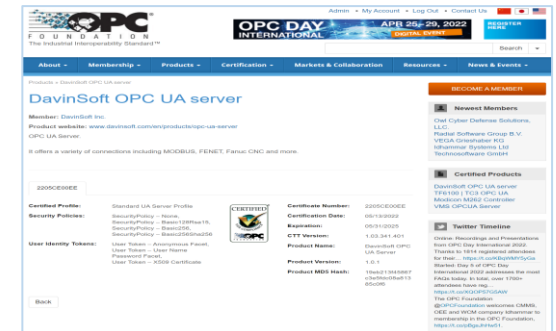 Admin • My Account • Log Out • Contact Us
OPC
FOUNDATION
The Industrial Interoperability Standard™
OPC DAY
INTERNATIONAL
APR 25-29, 2022
DIGITAL EVENT
REGISTER
HERE
Search
About
Membership
Products
Certification
Markets & Collaboration
Resources
News & Events
Products » DavinSoft OPC UA server
DavinSoft OPC UA server
Member: DavinSoft Inc.
Product website: www.davinsoft.com/en/products/opc-ua-server
OPC UA Server.
It offers a variety of connections including MODBUS, FENET, Fanuc CNC and more.
2205CE00EE
Certified Profile: Standard UA Server Profile
Security Policies: SecurityPolicy – None,
SecurityPolicy – Basic128Rsa15,
SecurityPolicy – Basic256,
SecurityPolicy – Basic256Sha256
User Identity Tokens: User Token – Anonymous Facet,
User Token – User Name
Password Facet,
User Token – X509 Certificate
CERTIFIED
OPC
Certificate Number: 2205CE00EE
Certification Date: 05/13/2022
Expiration: 05/31/2025
CTT Version: 1.03.341.401
Product Name: DavinSoft OPC
UA Server
Product Version: 1.0.1
Product MD5 Hash:
Back
BECOME A MEMBER
Newest Members
Owl Cyber Defense Solutions,
LLC.
Radial Software Group B.V.
VEGA Grieshaber KG
Idhammar Systems Ltd
Technosoftware GmbH
Certified Products
DavinSoft OPC UA server
TF6100 | TC3 OPC UA
Modicon M262 Controller
VMS OPCUA Server
Twitter Timeline
Online: Recordings and Presentations
from OPC Day International 2022.
Thanks to 1814 registered attendees
for their...
Started: Day 5 of OPC Day
International 2022 addresses the most
FAQs today. In total, over 1700+
attendees have reg...
The OPC Foundation
@OPCFoundation welcomes CMMS,
OEE and WCM company Idhammar to
membership in the OPC Foundation.